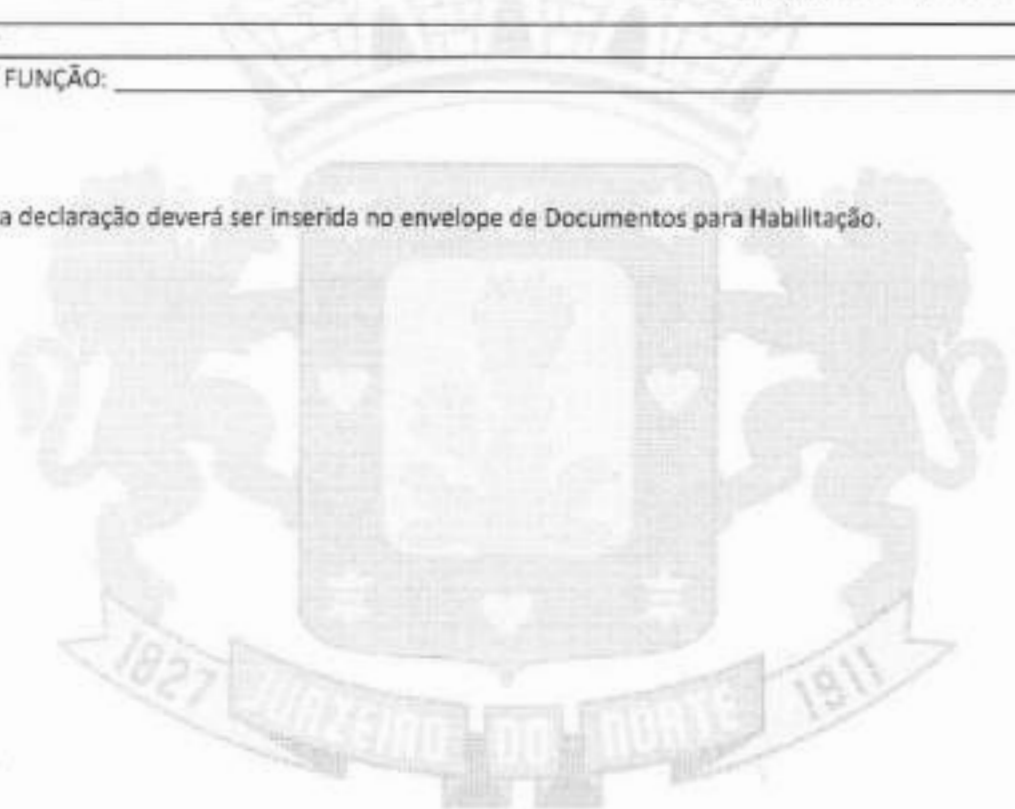 FUNÇÃO:
a declaração deverá ser inserida no envelope de Documentos para Habilitação.
1827 JUAZEIRO DO NORTE 1911